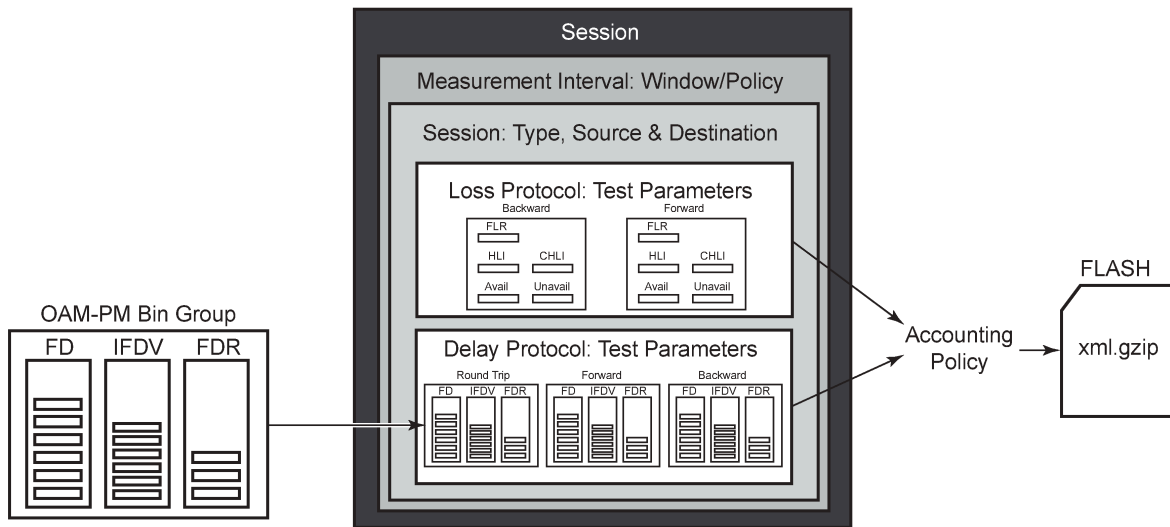 Session
Measurement Interval: Window/Policy
Session: Type, Source & Destination
Loss Protocol: Test Parameters
Backward
FLR
HLI CHLI
Avail Unavail
Forward
FLR
HLI CHLI
Avail Unavail
OAM-PM Bin Group
FD IFDV FDR
Delay Protocol: Test Parameters
Round Trip
FD IFDV FDR
Forward
FD IFDV FDR
Backward
FD IFDV FDR
Accounting
Policy
FLASH
xml.gzip